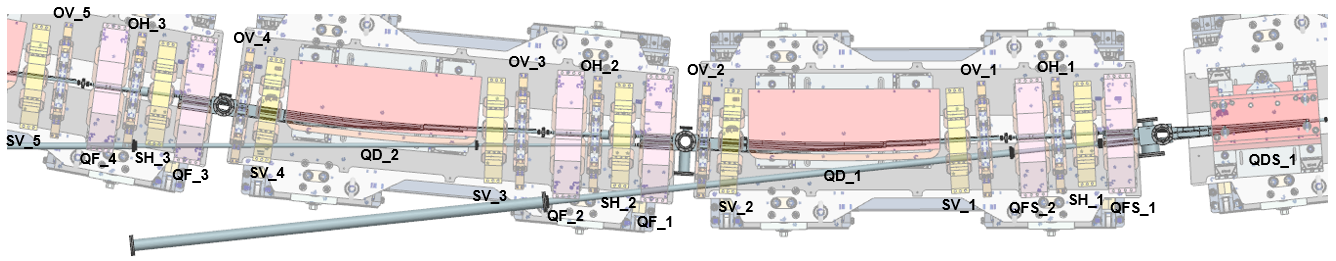 OV_5
OH_3
OV_4
OV_3
OH_2
OV_2
OV_1
OH_1
SV_5
QF_4
SH_3
QF_3
SV_4
QD_2
SV_3
QF_2
SH_2
QF_1
SV_2
QD_1
SV_1
QFS_2
SH_1
QFS_1
QDS_1